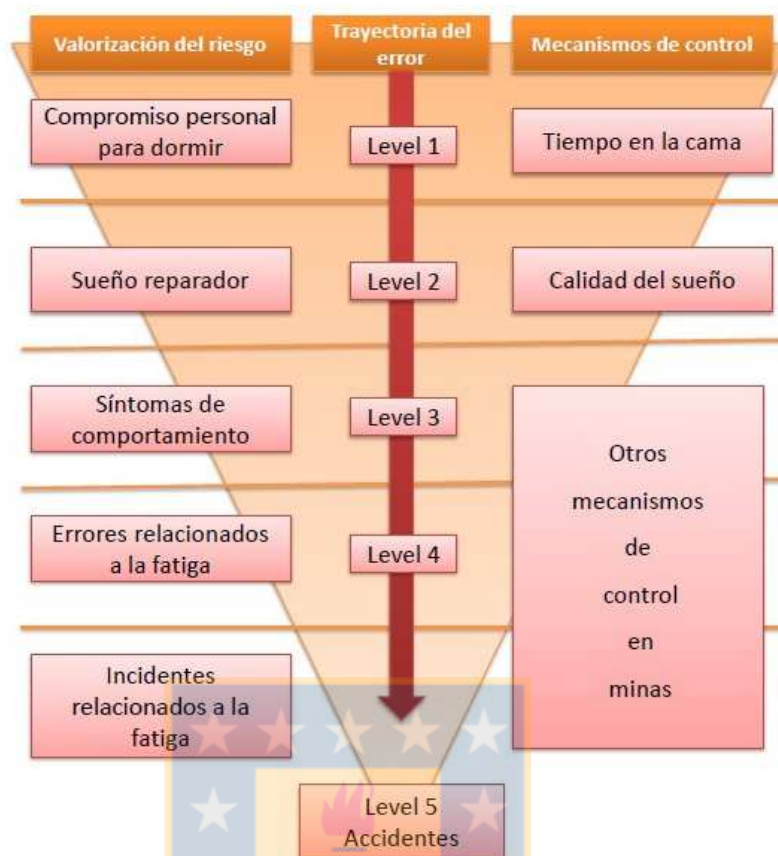 Valorización del riesgo
Trayectoria del
error
Mecanismos de control
Compromiso personal
para dormir
Level 1
Tiempo en la cama
Sueño reparador
Level 2
Calidad del sueño
Síntomas de
comportamiento
Level 3
Otros
mecanismos
de
control
en
minas
Errores relacionados
a la fatiga
Level 4
Incidentes
relacionados a la
fatiga
Level 5
Accidentes